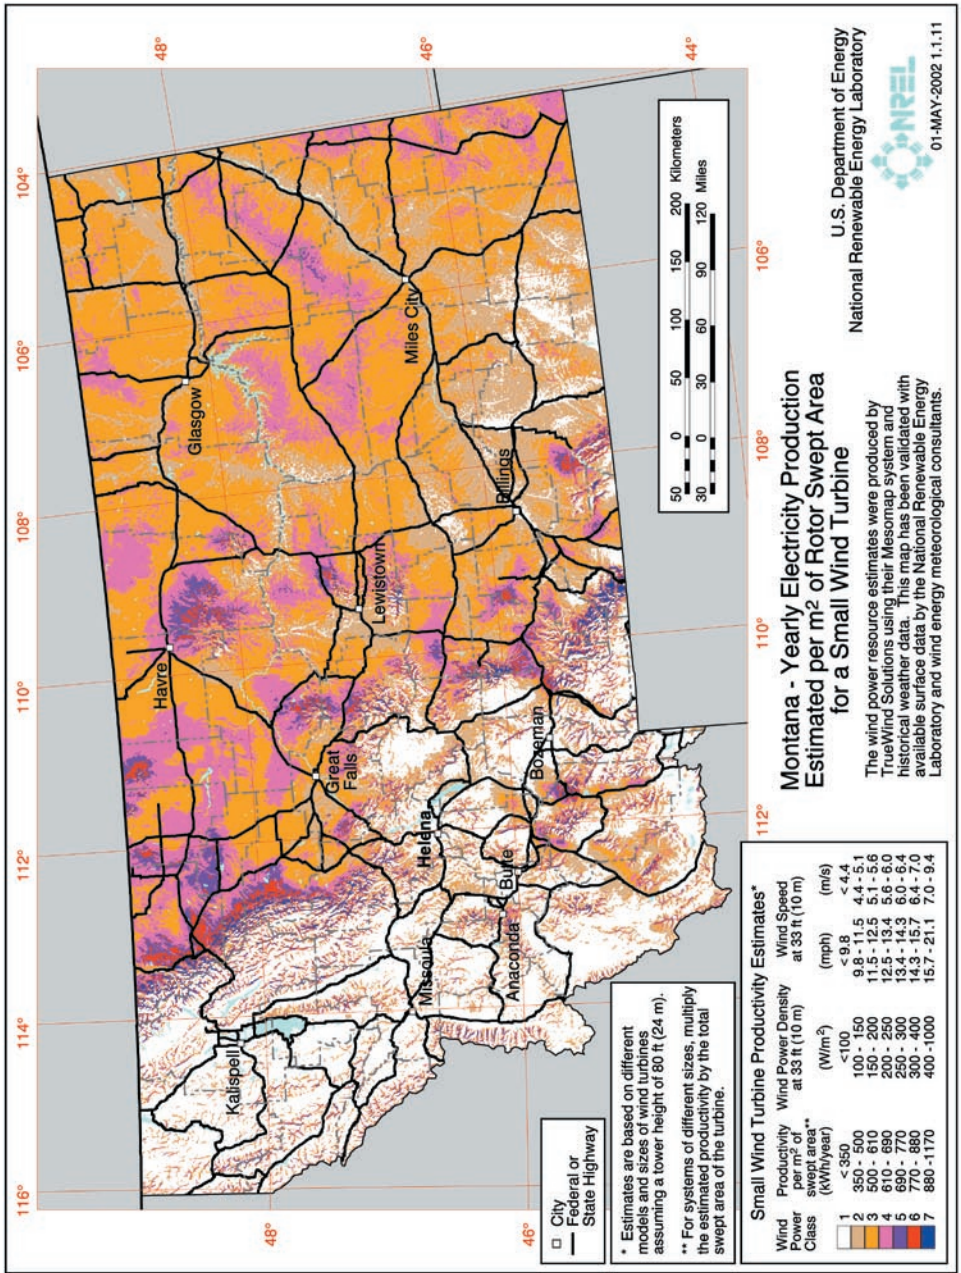 116°
114°
112°
110°
108°
106°
104°
48°
48°
46°
46°
44°
112°
110°
108°
106°
Kalispell
Missoula
Anaconda
Butte
Helena
Great
Falls
Bozeman
Havre
Lewistown
Billings
Glasgow
Miles City
City
Federal or
State Highway
* Estimates are based on different
models and sizes of wind turbines
assuming a tower height of 80 ft (24 m).
** For systems of different sizes, multiply
the estimated productivity by the total
swept area of the turbine.
50 0 50 100 150 200 Kilometers
30 0 30 60 90 120 Miles
Small Wind Turbine Productivity Estimates*
Wind Productivity Wind Power Density Wind Speed
Power per m² of at 33 ft (10 m) at 33 ft (10 m)
Class swept area**
(kWh/year) (W/m²) (mph) (m/s)
1 < 350 <100 < 9.8 < 4.4
2 350 - 500 100 - 150 9.8 - 11.5 4.4 - 5.1
3 500 - 610 150 - 200 11.5 - 12.5 5.1 - 5.6
4 610 - 690 200 - 250 12.5 - 13.4 5.6 - 6.0
5 690 - 770 250 - 300 13.4 - 14.3 6.0 - 6.4
6 770 - 880 300 - 400 14.3 - 15.7 6.4 - 7.0
7 880 -1170 400 -1000 15.7 - 21.1 7.0 - 9.4
Montana - Yearly Electricity Production
Estimated per m² of Rotor Swept Area
for a Small Wind Turbine
The wind power resource estimates were produced by
TrueWind Solutions using their Mesomap system and
historical weather data. This map has been validated with
available surface data by the National Renewable Energy
Laboratory and wind energy meteorological consultants.
U.S. Department of Energy
National Renewable Energy Laboratory
NREL
01-MAY-2002 1.1.11